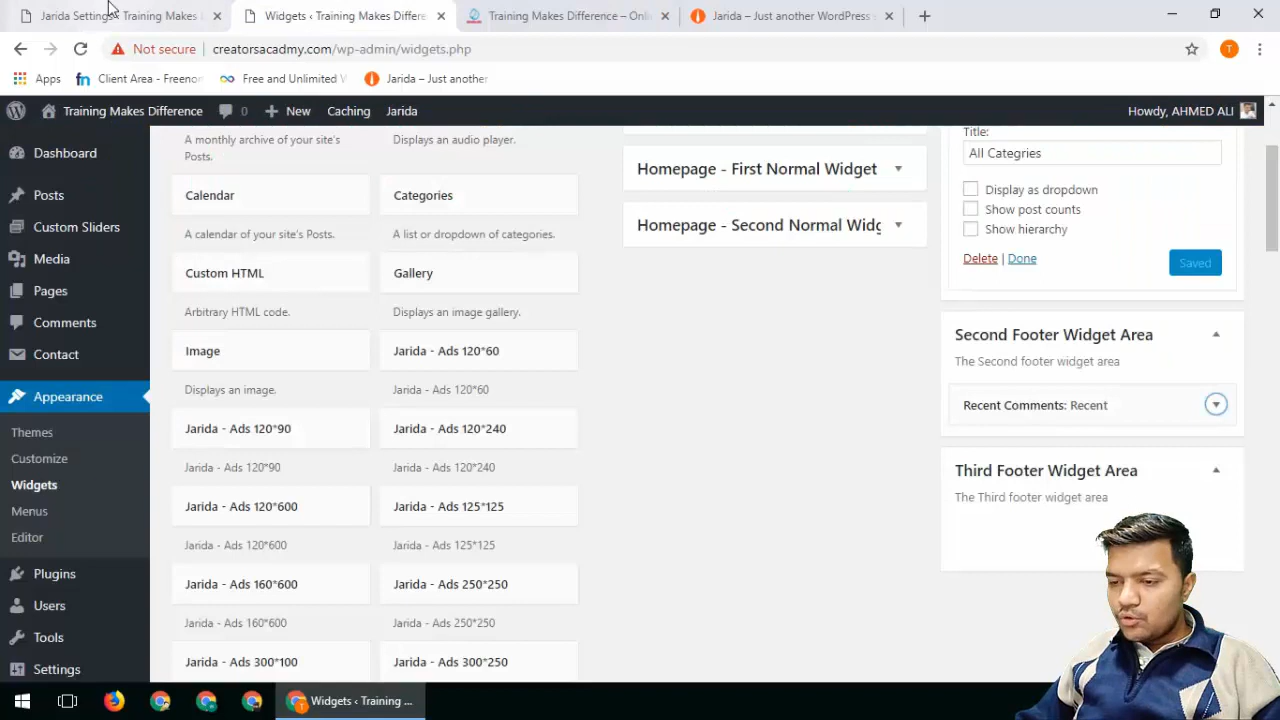 Jarida Settings ‹ Training Makes
Widgets ‹ Training Makes Differe
Training Makes Difference – Onli
Jarida – Just another WordPress s
Not secure
creatorsacadmy.com/wp-admin/widgets.php
Apps
Client Area - Freenon
Free and Unlimited V
Jarida – Just another
Training Makes Difference
0
New
Caching
Jarida
Howdy, AHMED ALI
Dashboard
Posts
Custom Sliders
Media
Pages
Comments
Contact
Appearance
Themes
Customize
Widgets
Menus
Editor
Plugins
Users
Tools
Settings
A monthly archive of your site's
Posts.
Displays an audio player.
Calendar
Categories
A calendar of your site's Posts.
A list or dropdown of categories.
Custom HTML
Gallery
Arbitrary HTML code.
Displays an image gallery.
Image
Jarida - Ads 120*60
Displays an image.
Jarida - Ads 120*60
Jarida - Ads 120*90
Jarida - Ads 120*240
Jarida - Ads 120*90
Jarida - Ads 120*240
Jarida - Ads 120*600
Jarida - Ads 125*125
Jarida - Ads 120*600
Jarida - Ads 125*125
Jarida - Ads 160*600
Jarida - Ads 250*250
Jarida - Ads 160*600
Jarida - Ads 250*250
Jarida - Ads 300*100
Jarida - Ads 300*250
Homepage - First Normal Widget
Homepage - Second Normal Widg
Title:
All Categries
Display as dropdown
Show post counts
Show hierarchy
Delete | Done
Saved
Second Footer Widget Area
The Second footer widget area
Recent Comments: Recent
Third Footer Widget Area
The Third footer widget area
Widgets ‹ Training ...